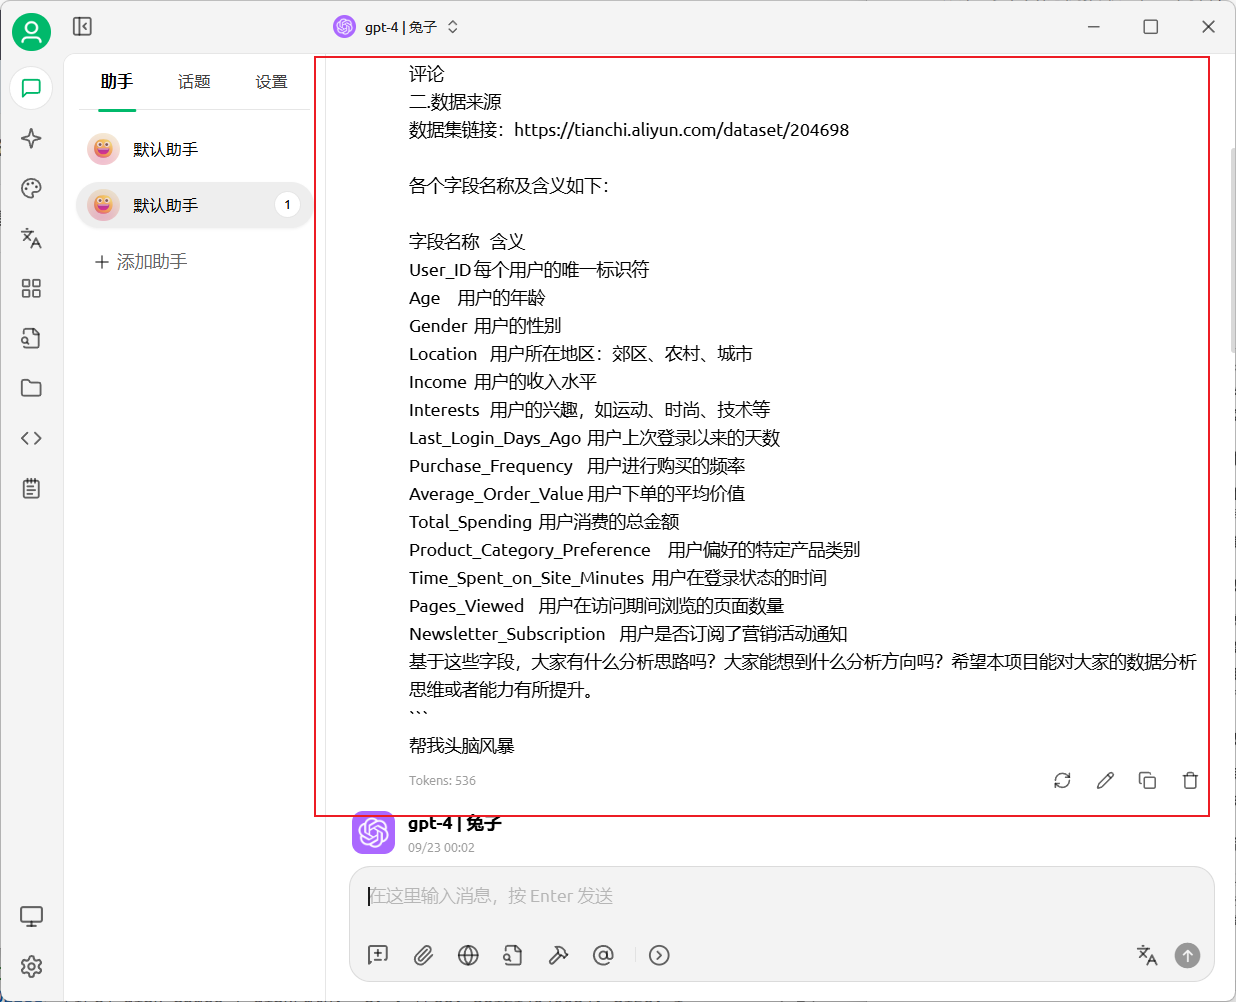 gpt-4 | 兔子
助手 话题 设置
默认助手
默认助手 1
添加助手
评论
二.数据来源
数据集链接：https://tianchi.aliyun.com/dataset/204698
各个字段名称及含义如下：
字段名称 含义
User_ID 每个用户的唯一标识符
Age 用户的年龄
Gender 用户的性别
Location 用户所在地区：郊区、农村、城市
Income 用户的收入水平
Interests 用户的兴趣，如运动、时尚、技术等
Last_Login_Days_Ago 用户上次登录以来的天数
Purchase_Frequency 用户进行购买的频率
Average_Order_Value 用户下单的平均价值
Total_Spending 用户消费的总金额
Product_Category_Preference 用户偏好的特定产品类别
Time_Spent_on_Site_Minutes 用户在登录状态的时间
Pages_Viewed 用户在访问期间浏览的页面数量
Newsletter_Subscription 用户是否订阅了营销活动通知
基于这些字段，大家有什么分析思路吗？大家能想到什么分析方向吗？希望本项目能对大家的数据分析
思维或者能力有所提升。
```
帮我头脑风暴
Tokens: 536
gpt-4 | 兔子
09/23 00:02
在这里输入消息，按 Enter 发送